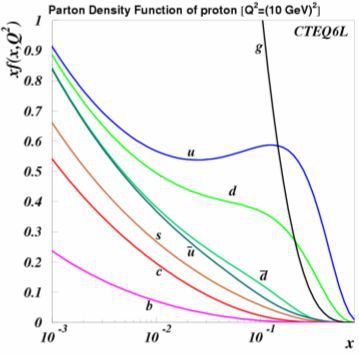 Parton Density Function of proton [Q²=(10 GeV)²]
xf(x,Q²)
CTEQ6L
1
0.9
0.8
0.7
0.6
0.5
0.4
0.3
0.2
0.1
0
g
u
d
s
u̅
c
d̅
b
10⁻³
10⁻²
10⁻¹
x